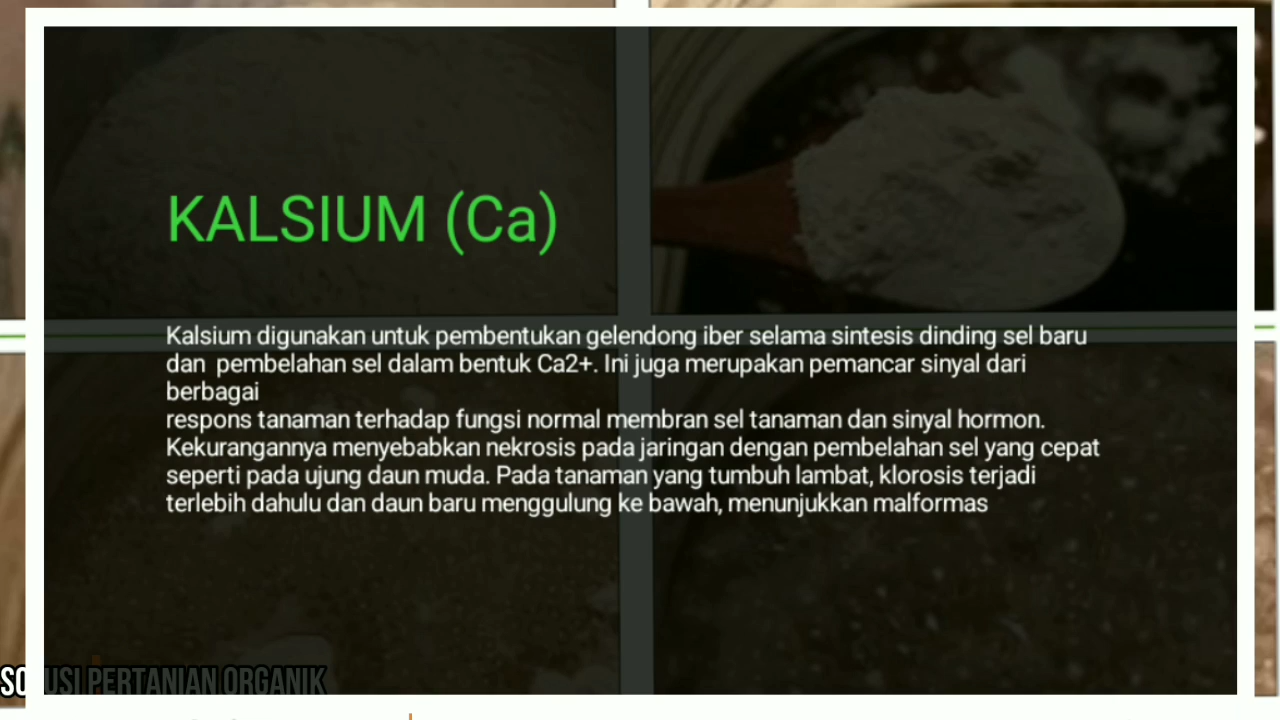 KALSIUM (Ca)
Kalsium digunakan untuk pembentukan gelendong iber selama sintesis dinding sel baru
dan  pembelahan sel dalam bentuk Ca2+. Ini juga merupakan pemancar sinyal dari
berbagai
respons tanaman terhadap fungsi normal membran sel tanaman dan sinyal hormon.
Kekurangannya menyebabkan nekrosis pada jaringan dengan pembelahan sel yang cepat
seperti pada ujung daun muda. Pada tanaman yang tumbuh lambat, klorosis terjadi
terlebih dahulu dan daun baru menggulung ke bawah, menunjukkan malformas
SOLUSI PERTANIAN ORGANIK